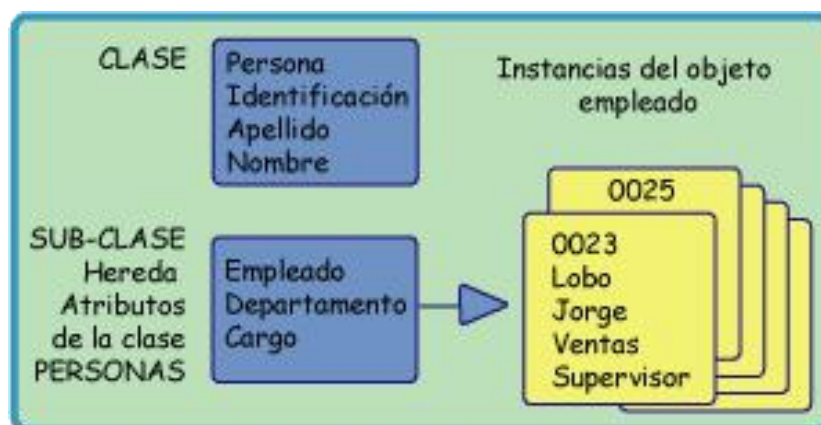 CLASE
Persona
Identificación
Apellido
Nombre
Instancias del objeto
empleado
SUB-CLASE
Hereda
Atributos
de la clase
PERSONAS
Empleado
Departamento
Cargo
0025
0023
Lobo
Jorge
Ventas
Supervisor